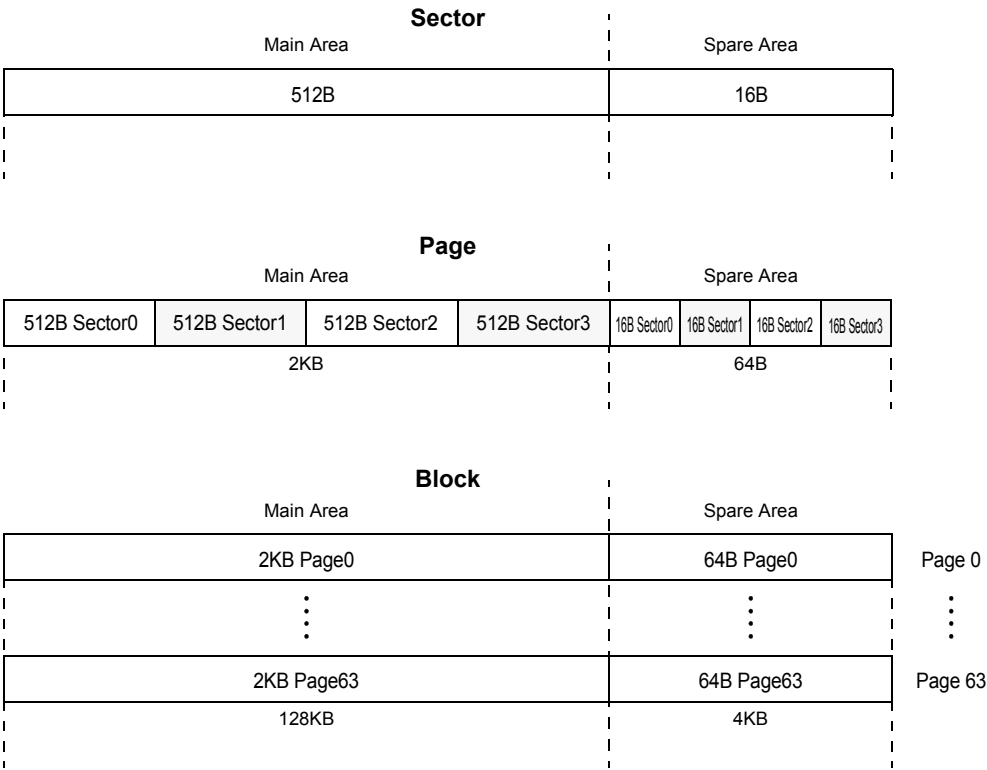 Sector
Main Area Spare Area
512B 16B
Page
Main Area Spare Area
512B Sector0 512B Sector1 512B Sector2 512B Sector3 16B Sector0 16B Sector1 16B Sector2 16B Sector3
2KB 64B
Block
Main Area Spare Area
2KB Page0 64B Page0 Page 0
2KB Page63 64B Page63 Page 63
128KB 4KB